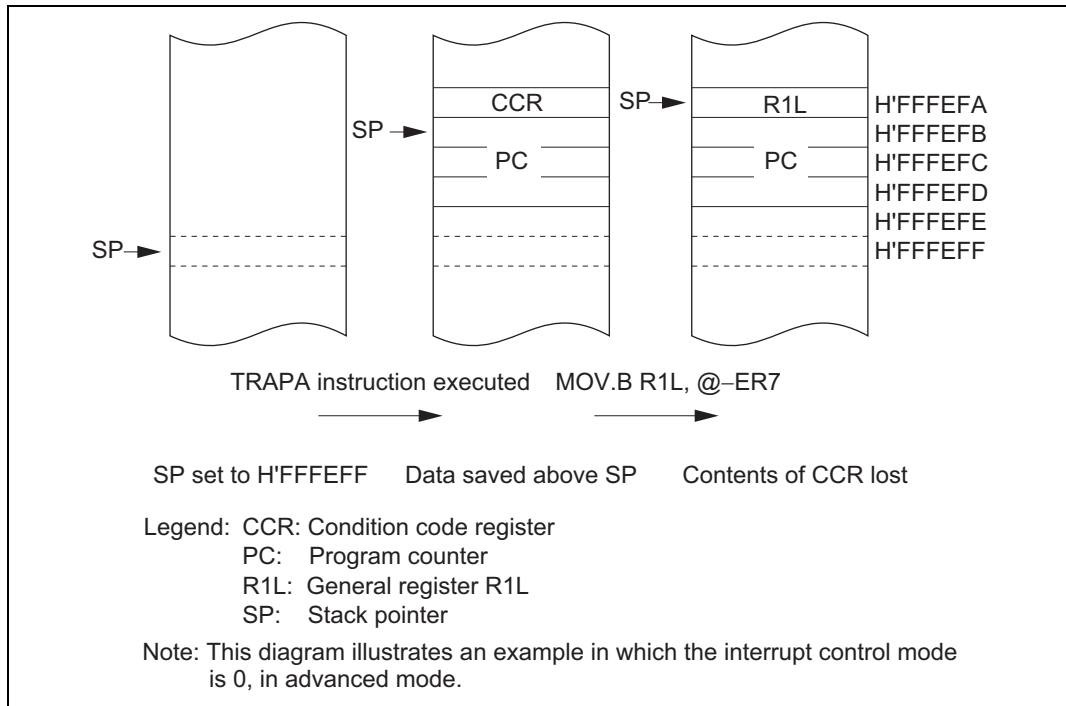 CCR
SP
R1L
H'FFFEFA
SP
H'FFFEFB
PC
PC
H'FFFEFC
H'FFFEFD
H'FFFEFE
SP
H'FFFEFF
TRAPA instruction executed
MOV.B R1L, @–ER7
SP set to H'FFFEFF
Data saved above SP
Contents of CCR lost
Legend: CCR: Condition code register
PC: Program counter
R1L: General register R1L
SP: Stack pointer
Note: This diagram illustrates an example in which the interrupt control mode
is 0, in advanced mode.